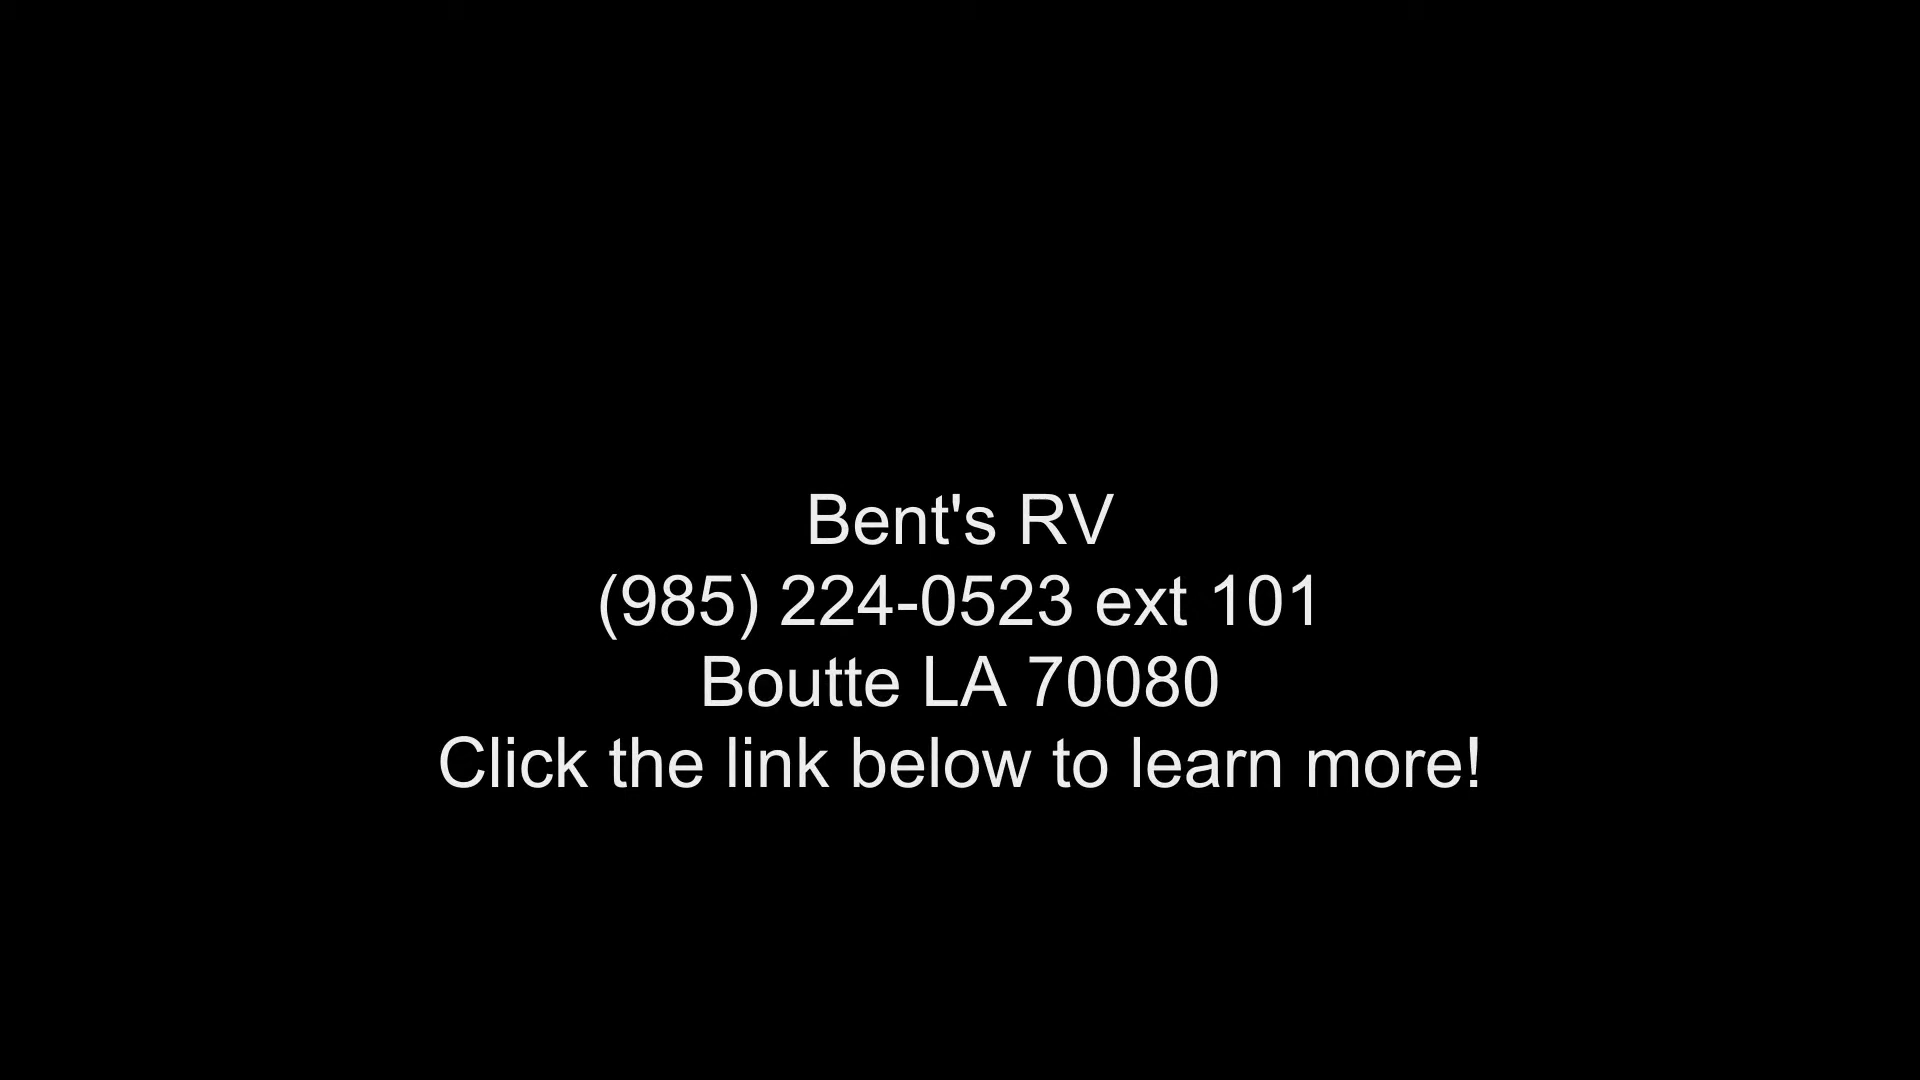 Bent's RV
(985) 224-0523 ext 101
Boutte LA 70080
Click the link below to learn more!